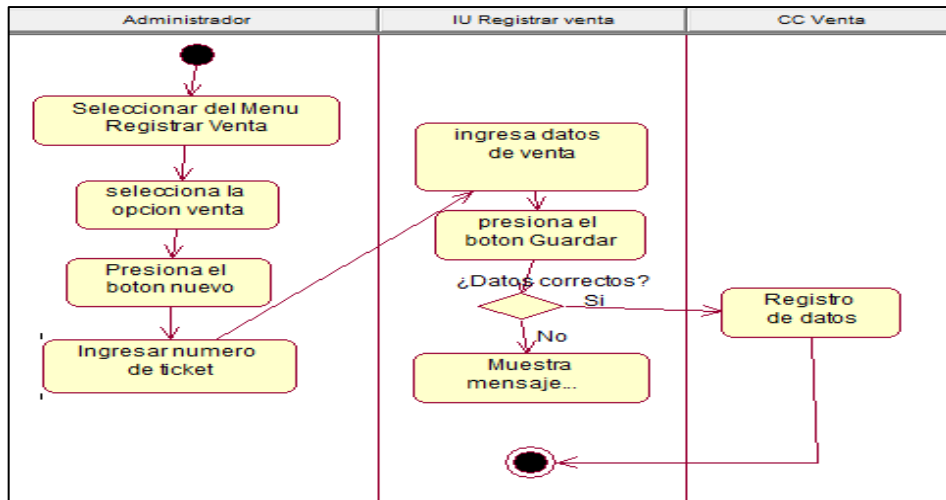 Administrador
IU Registrar venta
CC Venta
Seleccionar del Menu
Registrar Venta
selecciona la
opcion venta
Presiona el
boton nuevo
Ingresar numero
de ticket
ingresa datos
de venta
presiona el
boton Guardar
¿Datos correctos?
Si
No
Muestra
mensaje...
Registro
de datos